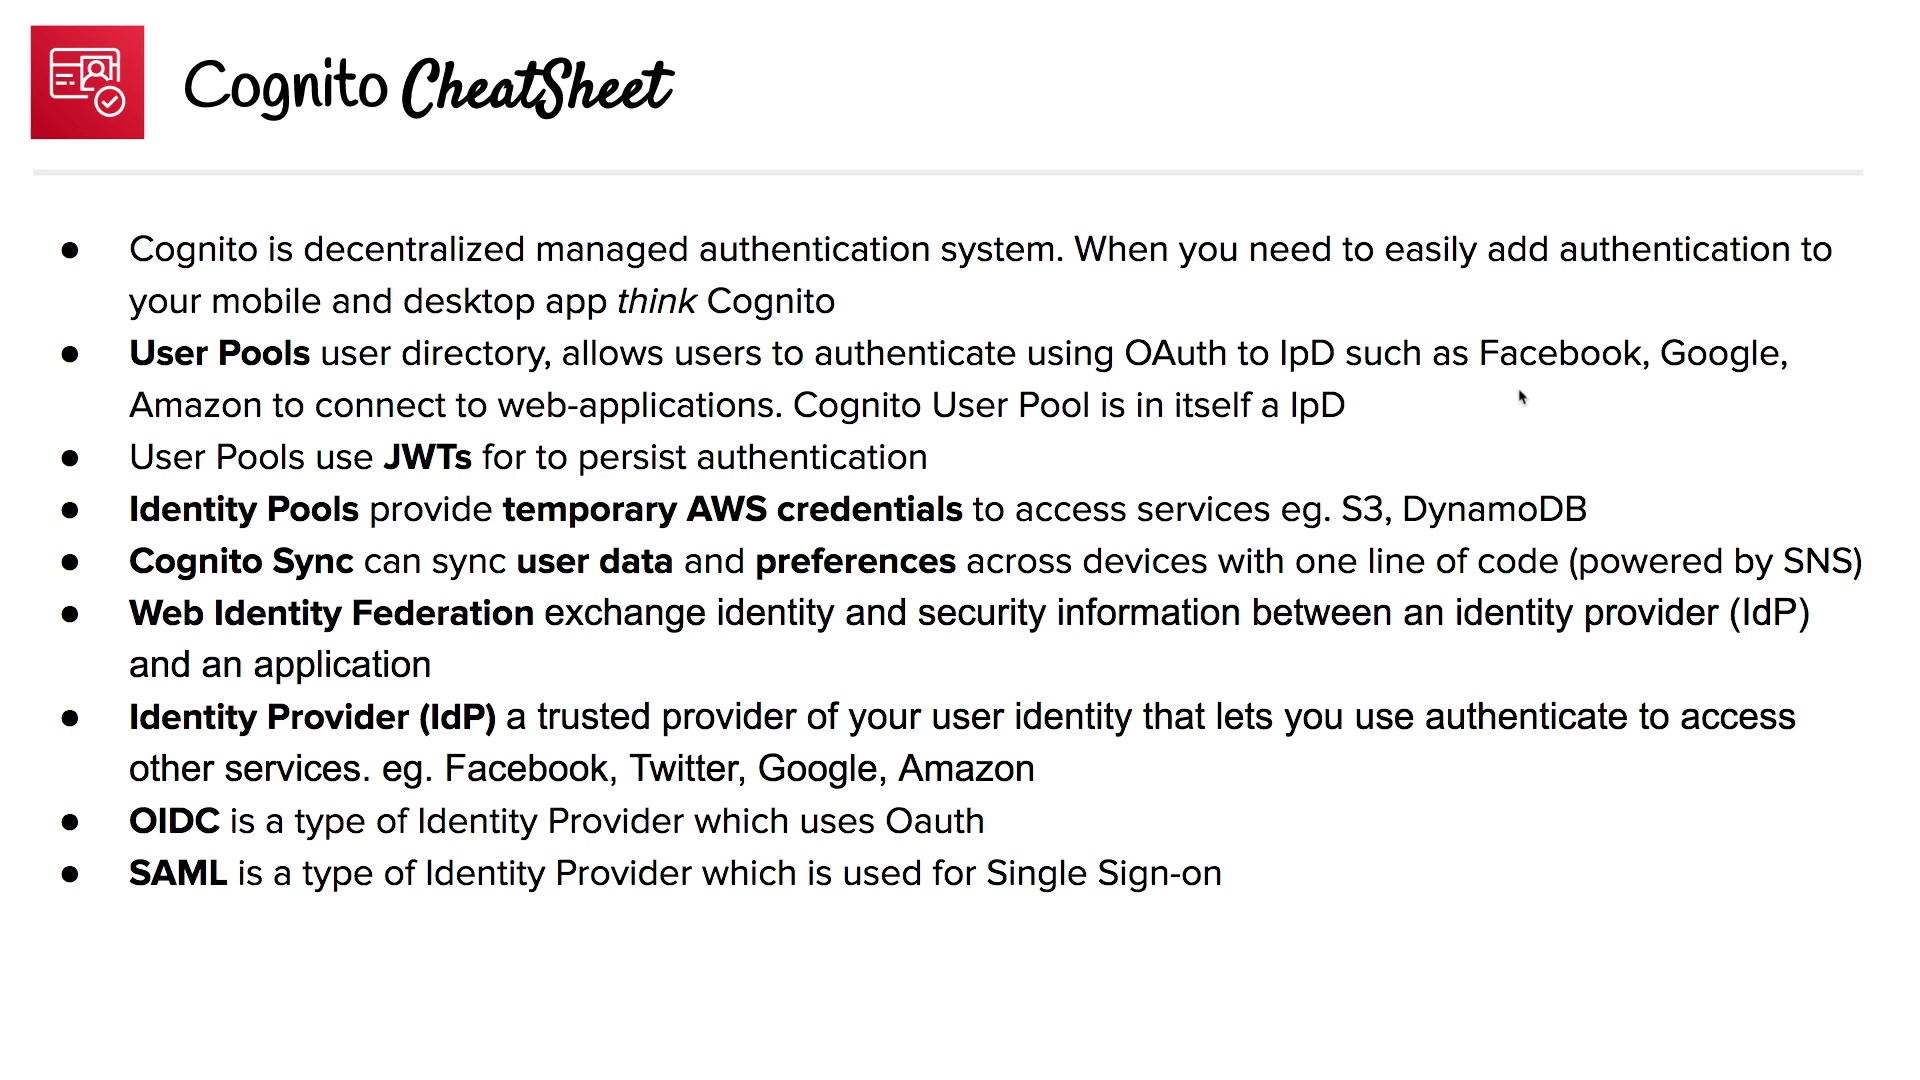 Cognito CheatSheet
● Cognito is decentralized managed authentication system. When you need to easily add authentication to
your mobile and desktop app think Cognito
● User Pools user directory, allows users to authenticate using OAuth to IpD such as Facebook, Google,
Amazon to connect to web-applications. Cognito User Pool is in itself a IpD
● User Pools use JWTs for to persist authentication
● Identity Pools provide temporary AWS credentials to access services eg. S3, DynamoDB
● Cognito Sync can sync user data and preferences across devices with one line of code (powered by SNS)
● Web Identity Federation exchange identity and security information between an identity provider (IdP)
and an application
● Identity Provider (IdP) a trusted provider of your user identity that lets you use authenticate to access
other services. eg. Facebook, Twitter, Google, Amazon
● OIDC is a type of Identity Provider which uses Oauth
● SAML is a type of Identity Provider which is used for Single Sign-on